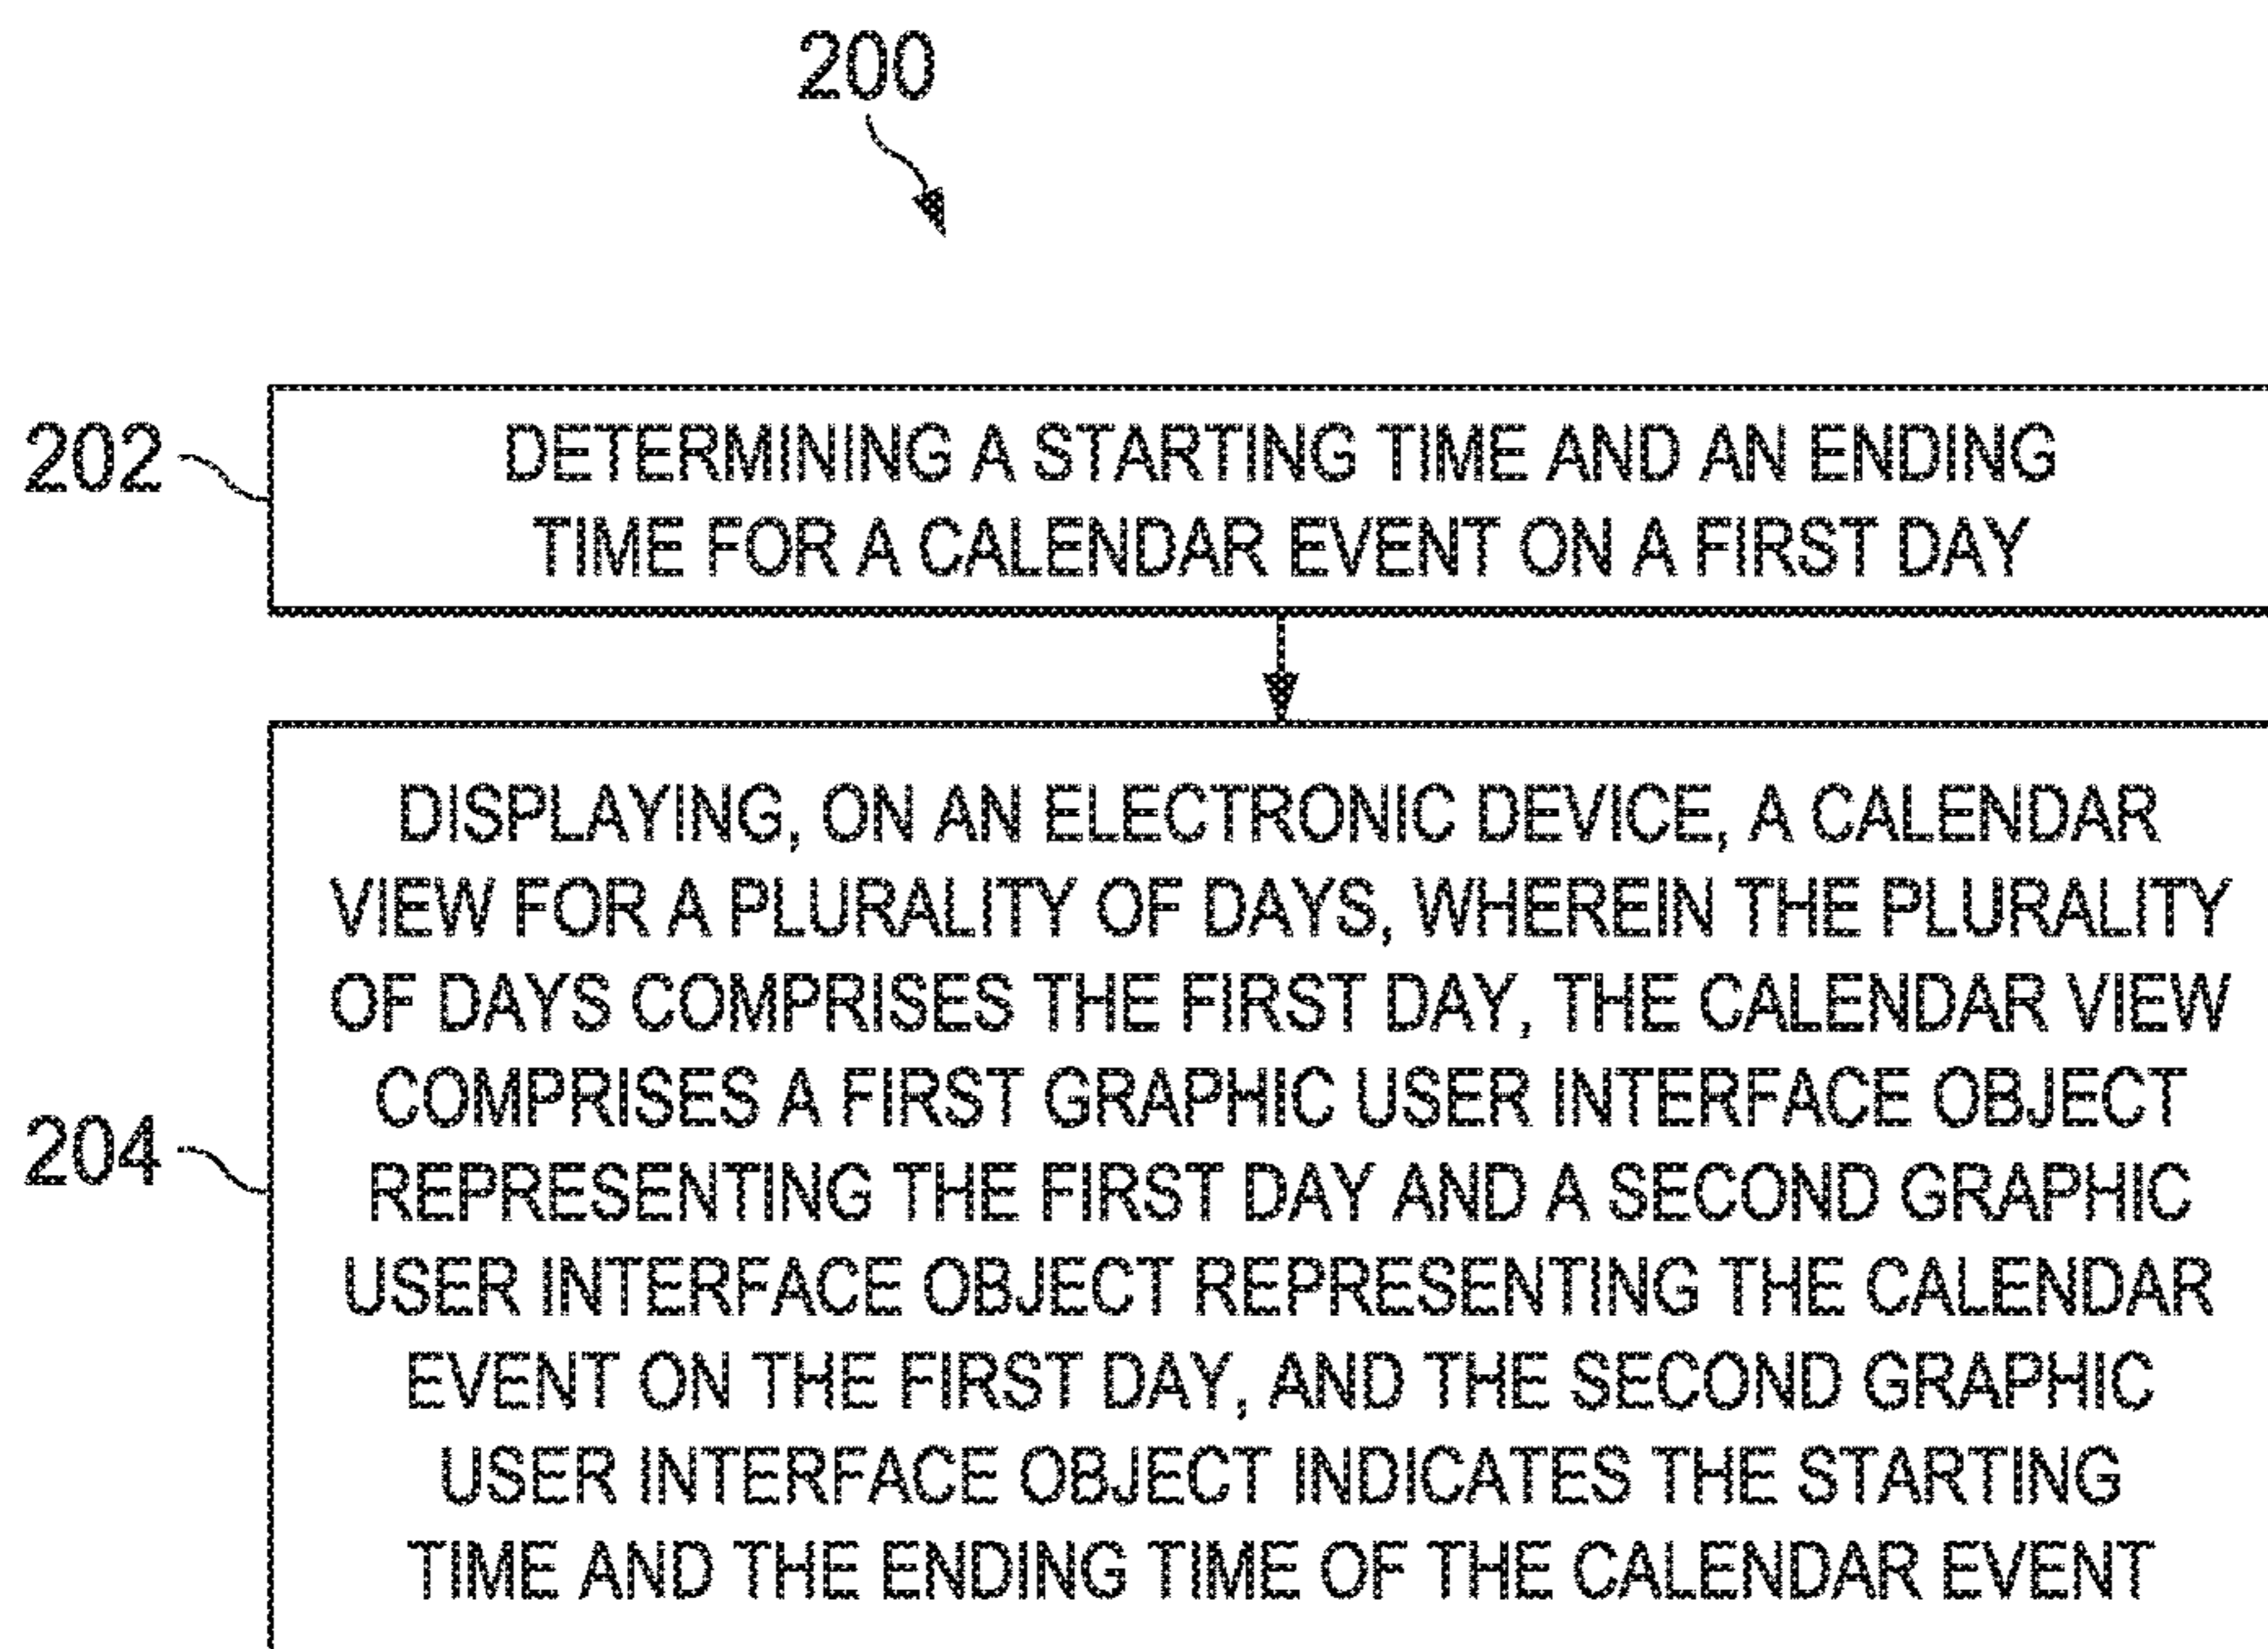 200
202
DETERMINING A STARTING TIME AND AN ENDING
TIME FOR A CALENDAR EVENT ON A FIRST DAY
204
DISPLAYING, ON AN ELECTRONIC DEVICE, A CALENDAR
VIEW FOR A PLURALITY OF DAYS, WHEREIN THE PLURALITY
OF DAYS COMPRISES THE FIRST DAY, THE CALENDAR VIEW
COMPRISES A FIRST GRAPHIC USER INTERFACE OBJECT
REPRESENTING THE FIRST DAY AND A SECOND GRAPHIC
USER INTERFACE OBJECT REPRESENTING THE CALENDAR
EVENT ON THE FIRST DAY, AND THE SECOND GRAPHIC
USER INTERFACE OBJECT INDICATES THE STARTING
TIME AND THE ENDING TIME OF THE CALENDAR EVENT